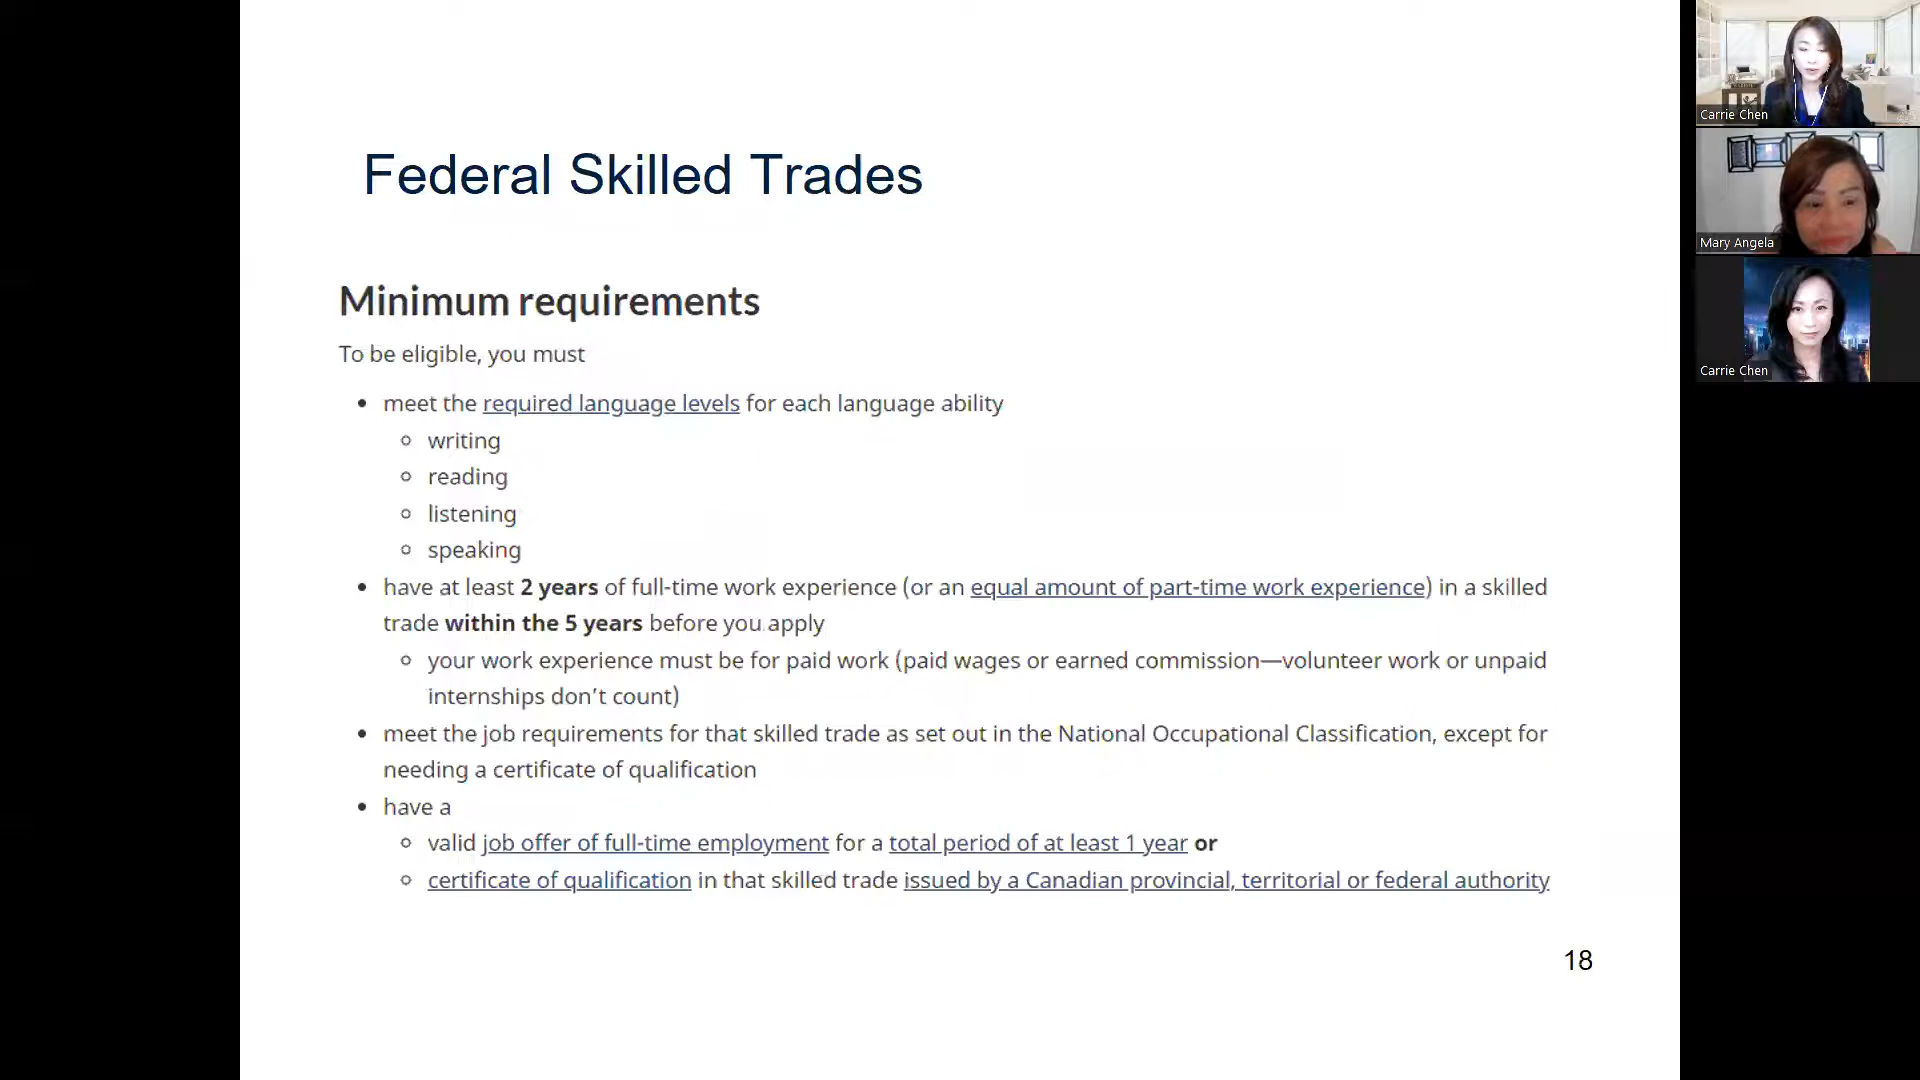 Federal Skilled Trades
Minimum requirements
To be eligible, you must
• meet the required language levels for each language ability
○ writing
○ reading
○ listening
○ speaking
• have at least 2 years of full-time work experience (or an equal amount of part-time work experience) in a skilled
trade within the 5 years before you apply
○ your work experience must be for paid work (paid wages or earned commission—volunteer work or unpaid
internships don’t count)
• meet the job requirements for that skilled trade as set out in the National Occupational Classification, except for
needing a certificate of qualification
• have a
○ valid job offer of full-time employment for a total period of at least 1 year or
○ certificate of qualification in that skilled trade issued by a Canadian provincial, territorial or federal authority
18
Carrie Chen
Mary Angela
Carrie Chen